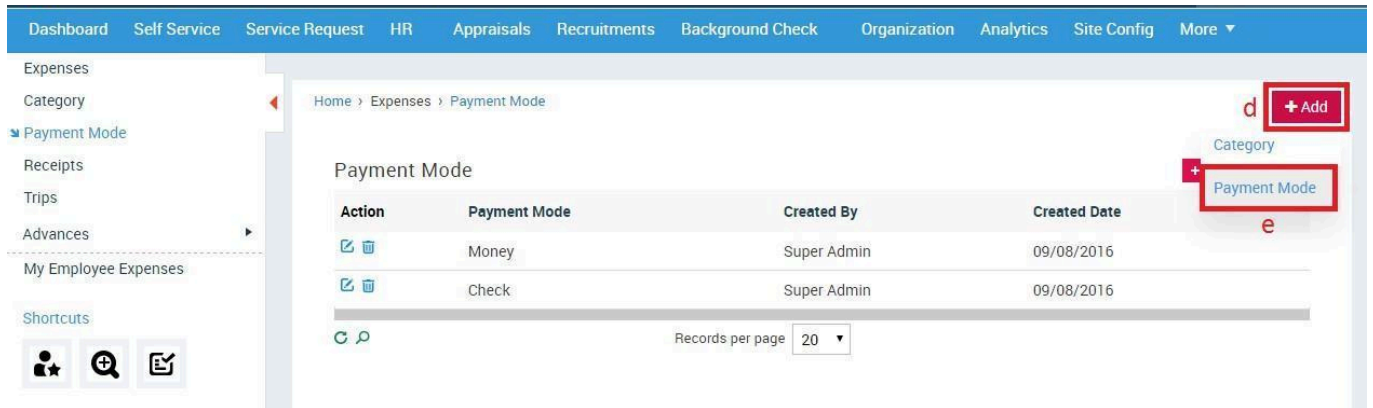 Dashboard Self Service Service Request HR Appraisals Recruitments Background Check Organization Analytics Site Config More ▼
Expenses
Category
Payment Mode
Receipts
Trips
Advances
My Employee Expenses
Shortcuts
Home › Expenses › Payment Mode
d + Add
Category
Payment Mode
e
Payment Mode +
Action Payment Mode Created By Created Date
Money Super Admin 09/08/2016
Check Super Admin 09/08/2016
Records per page 20 ▼